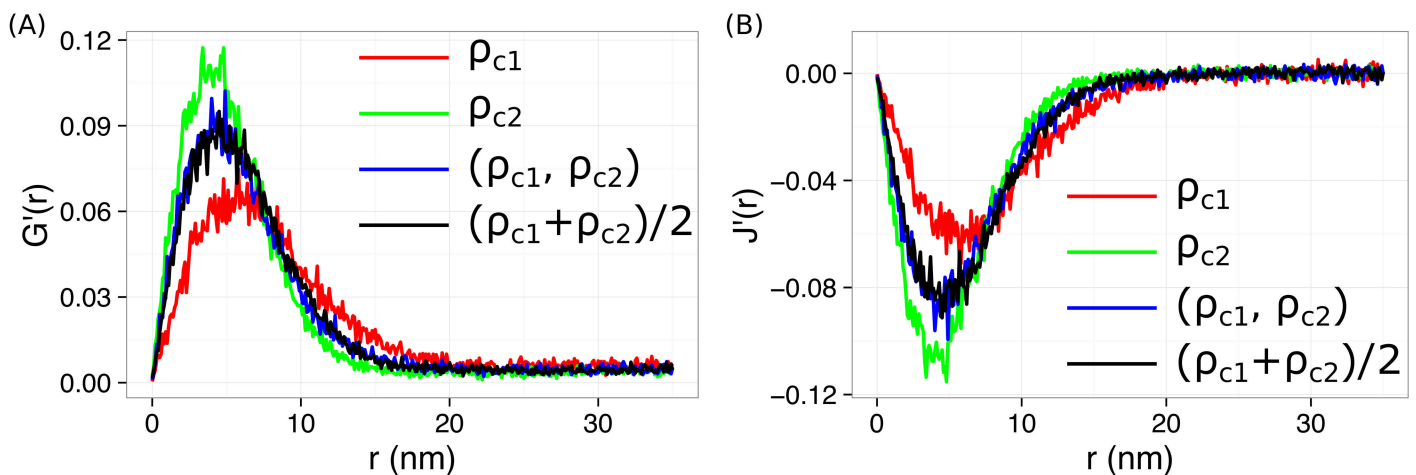 (A)
G'(r)
0.12
0.09
0.06
0.03
0.00
0 10 20 30
r (nm)
ρc1
ρc2
(ρc1, ρc2)
(ρc1+ρc2)/2
(B)
J'(r)
0.00
−0.04
−0.08
−0.12
0 10 20 30
r (nm)
ρc1
ρc2
(ρc1, ρc2)
(ρc1+ρc2)/2